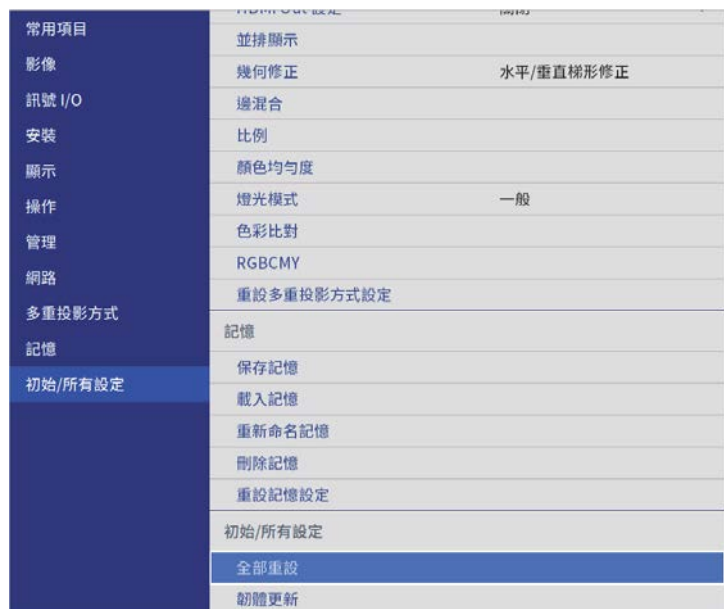 常用項目
影像
訊號 I/O
安裝
顯示
操作
管理
網路
多重投影方式
記憶
初始/所有設定
並排顯示
幾何修正 水平/垂直梯形修正
邊混合
比例
顏色均勻度
燈光模式 一般
色彩比對
RGBCMY
重設多重投影方式設定
記憶
保存記憶
載入記憶
重新命名記憶
刪除記憶
重設記憶設定
初始/所有設定
全部重設
韌體更新